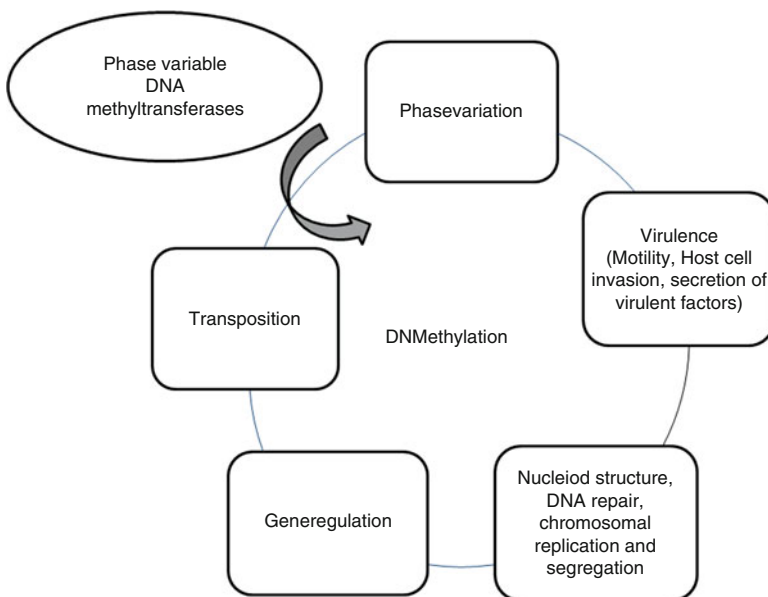 Phase variable
DNA
methyltransferases
Phasevariation
Virulence
(Motility, Host cell
invasion, secretion of
virulent factors)
Transposition
DNMethylation
Generegulation
Nucleiod structure,
DNA repair,
chromosomal
replication and
segregation